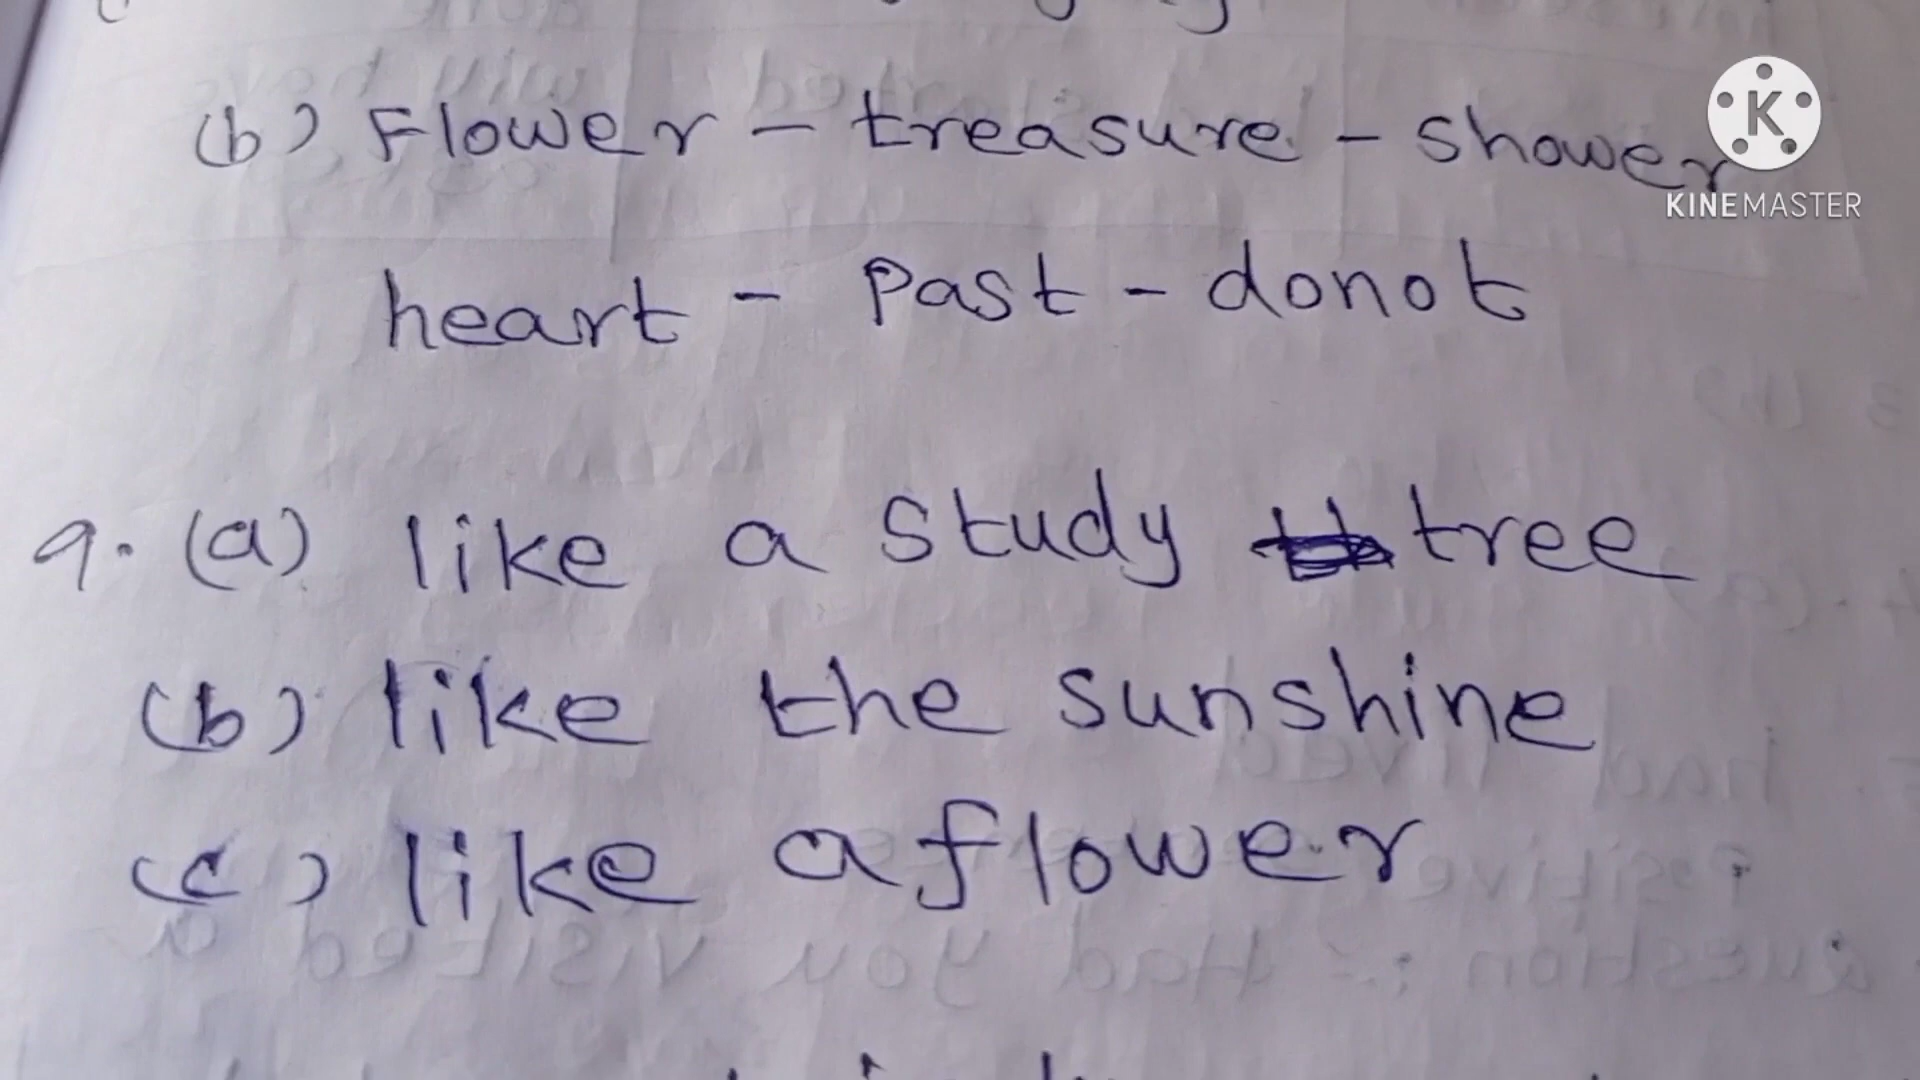 (b) Flower - treasure - shower
KINEMASTER
heart - past - donot
9. (a) like a study tree
(b) like the sunshine
(c) like a flower